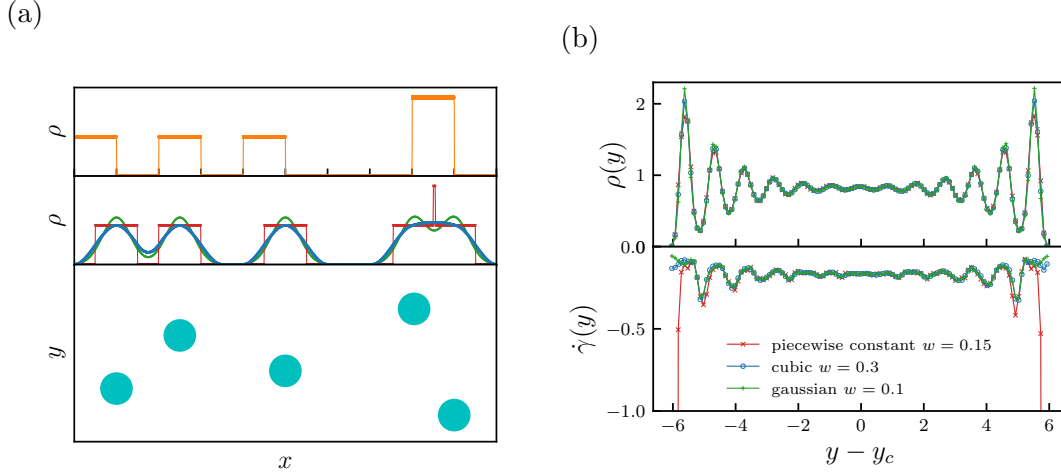 (a)
ρ
ρ
y
x
(b)
2
1
0.0
ρ(y)
−0.5
−1.0
γ̇(y)
piecewise constant w = 0.15
cubic w = 0.3
gaussian w = 0.1
−6 −4 −2 0 2 4 6
y − y_c